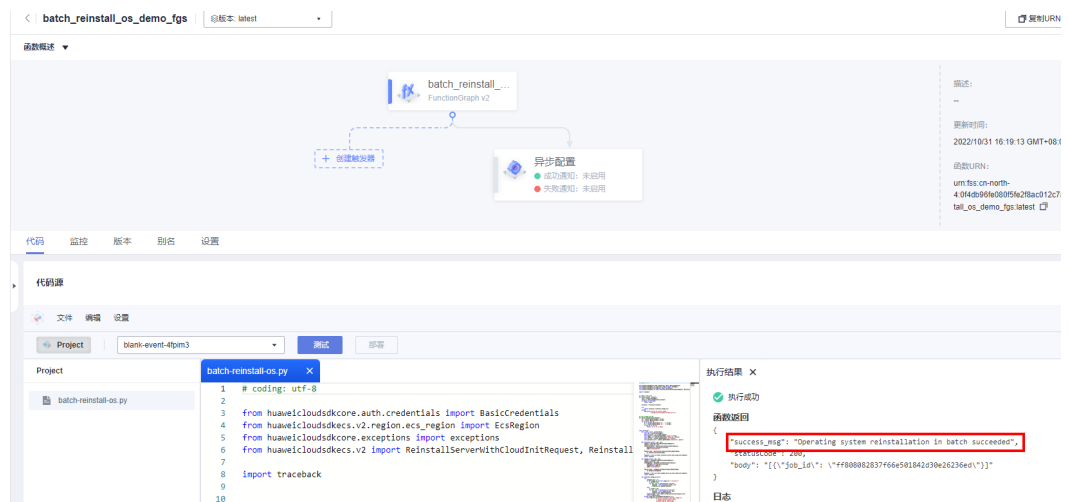 batch_reinstall_os_demo_fgs
版本: latest
复制URN
函数概述
batch_reinstall_...
FunctionGraph v2
+ 创建触发器
异步配置
成功通知: 未启用
失败通知: 未启用
描述:
--
更新时间:
2022/10/31 16:19:13 GMT+08:0
函数URN:
urn:fss:cn-north-
4:0f4db96fe080f5fe2f8ac012c7
tall_os_demo_fgs:latest
代码 监控 版本 别名 设置
代码源
文件 编辑 设置
Project
blank-event-4fpim3
测试
部署
Project
batch-reinstall-os.py
batch-reinstall-os.py ×
1 # coding: utf-8
2
3 from huaweicloudsdkcore.auth.credentials import BasicCredentials
4 from huaweicloudsdkecs.v2.region.ecs_region import EcsRegion
5 from huaweicloudsdkcore.exceptions import exceptions
6 from huaweicloudsdkecs.v2 import ReinstallServerWithCloudInitRequest, Reinstall
7
8 import traceback
9
10
执行结果 ×
执行成功
函数返回
{
"success_msg": "Operating system reinstallation in batch succeeded",
"statusCode": 200,
"body": "[{\"job_id\": \"ff808082837f66e501842d30e26236ed\"}]"
}
日志